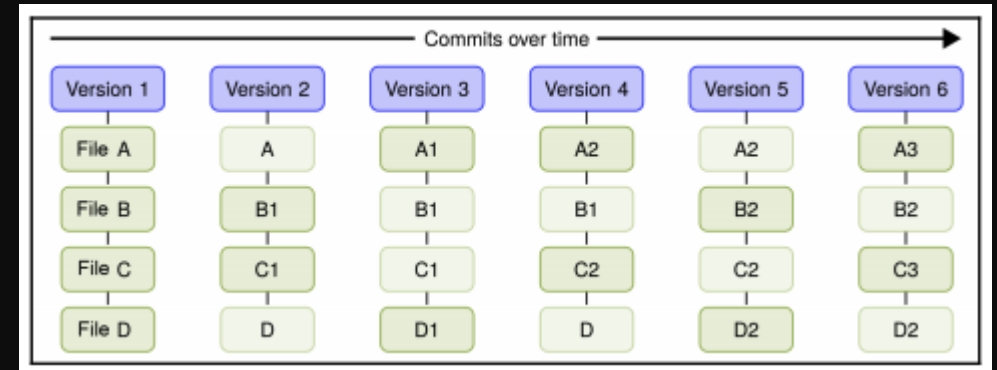 Commits over time
Version 1 Version 2 Version 3 Version 4 Version 5 Version 6
File A A A1 A2 A2 A3
File B B1 B1 B1 B2 B2
File C C1 C1 C2 C2 C3
File D D D1 D D2 D2